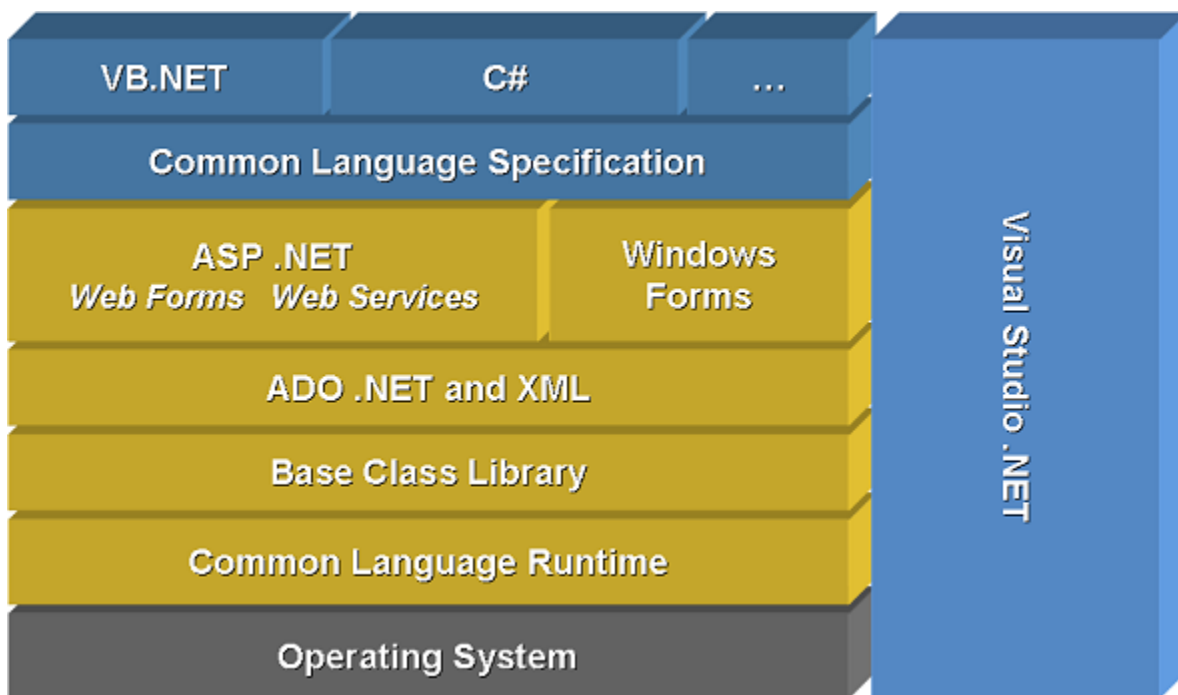 VB.NET
C#
...
Common Language Specification
ASP .NET
Web Forms Web Services
Windows
Forms
ADO .NET and XML
Base Class Library
Common Language Runtime
Operating System
Visual Studio .NET